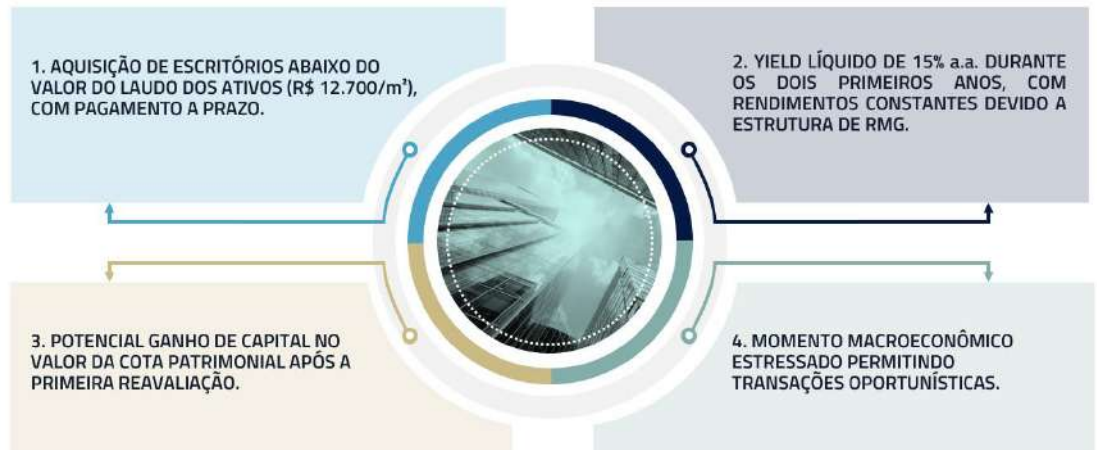 1. AQUISIÇÃO DE ESCRITÓRIOS ABAIXO DO
VALOR DO LAUDO DOS ATIVOS (R$ 12.700/m²),
COM PAGAMENTO A PRAZO.
2. YIELD LÍQUIDO DE 15% a.a. DURANTE
OS DOIS PRIMEIROS ANOS, COM
RENDIMENTOS CONSTANTES DEVIDO A
ESTRUTURA DE RMG.
3. POTENCIAL GANHO DE CAPITAL NO
VALOR DA COTA PATRIMONIAL APÓS A
PRIMEIRA REAVALIAÇÃO.
4. MOMENTO MACROECONÔMICO
ESTRESSADO PERMITINDO
TRANSAÇÕES OPORTUNÍSTICAS.